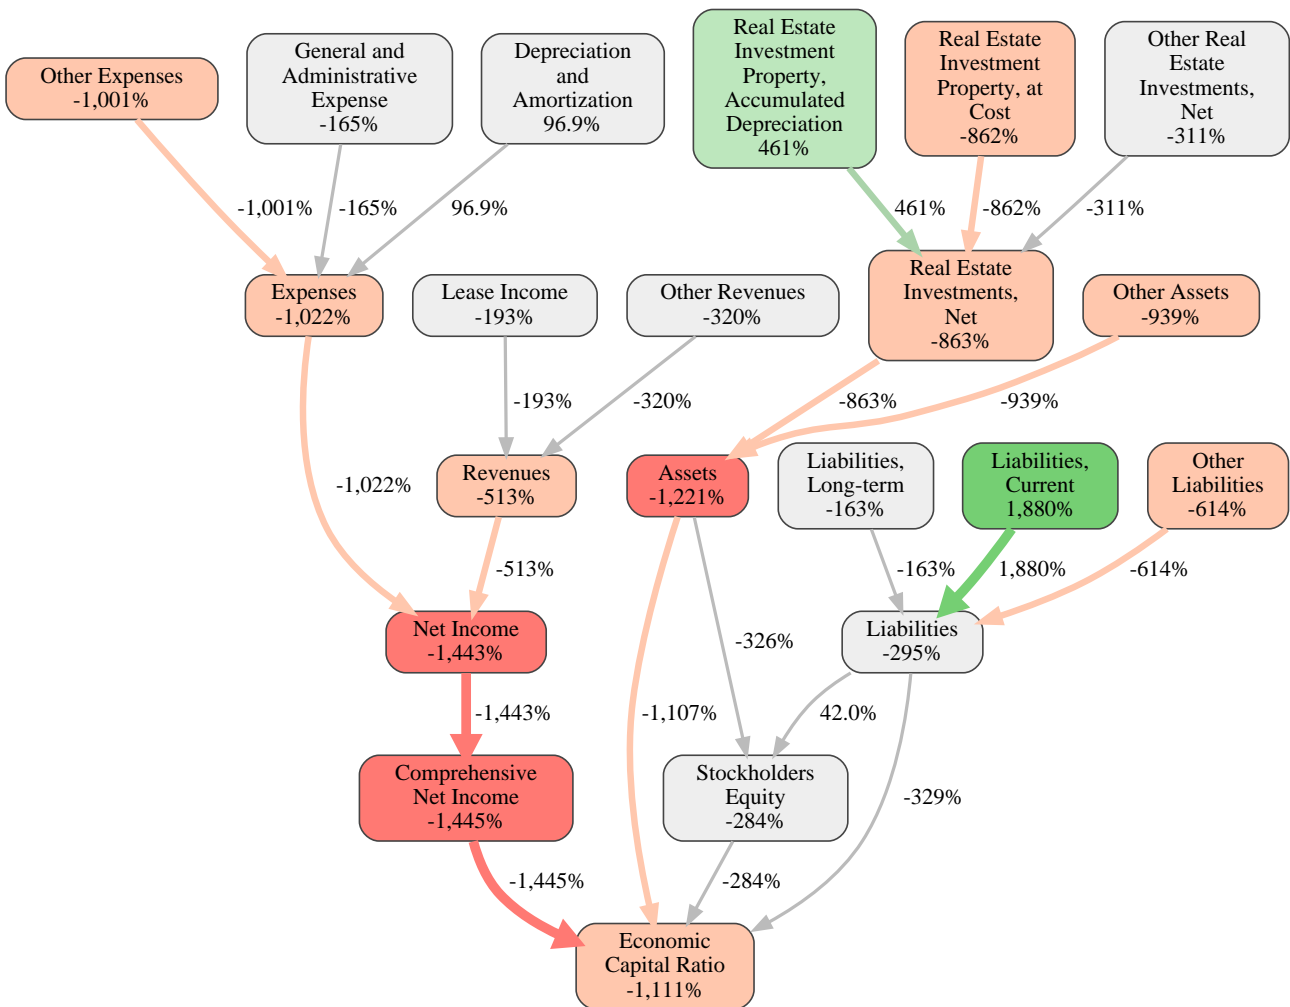 Other Expenses
-1,001%
General and
Administrative
Expense
-165%
Depreciation
and
Amortization
96.9%
Real Estate
Investment
Property,
Accumulated
Depreciation
461%
Real Estate
Investment
Property, at
Cost
-862%
Other Real
Estate
Investments,
Net
-311%
-1,001%
-165%
96.9%
461%
-862%
-311%
Expenses
-1,022%
Lease Income
-193%
Other Revenues
-320%
Real Estate
Investments,
Net
-863%
Other Assets
-939%
-193%
-320%
-863%
-939%
-1,022%
Revenues
-513%
Assets
-1,221%
Liabilities,
Long-term
-163%
Liabilities,
Current
1,880%
Other
Liabilities
-614%
-513%
-163%
1,880%
-614%
Net Income
-1,443%
-326%
Liabilities
-295%
-1,443%
-1,107%
42.0%
Comprehensive
Net Income
-1,445%
Stockholders
Equity
-284%
-329%
-1,445%
-284%
Economic
Capital Ratio
-1,111%